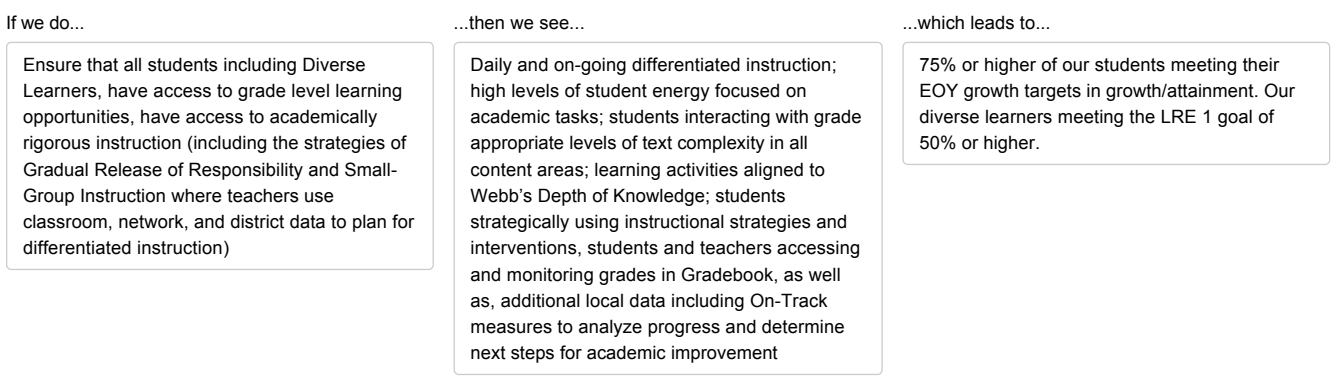 If we do...
Ensure that all students including Diverse
Learners, have access to grade level learning
opportunities, have access to academically
rigorous instruction (including the strategies of
Gradual Release of Responsibility and Small-
Group Instruction where teachers use
classroom, network, and district data to plan for
differentiated instruction)
...then we see...
Daily and on-going differentiated instruction;
high levels of student energy focused on
academic tasks; students interacting with grade
appropriate levels of text complexity in all
content areas; learning activities aligned to
Webb’s Depth of Knowledge; students
strategically using instructional strategies and
interventions, students and teachers accessing
and monitoring grades in Gradebook, as well
as, additional local data including On-Track
measures to analyze progress and determine
next steps for academic improvement
...which leads to...
75% or higher of our students meeting their
EOY growth targets in growth/attainment. Our
diverse learners meeting the LRE 1 goal of
50% or higher.